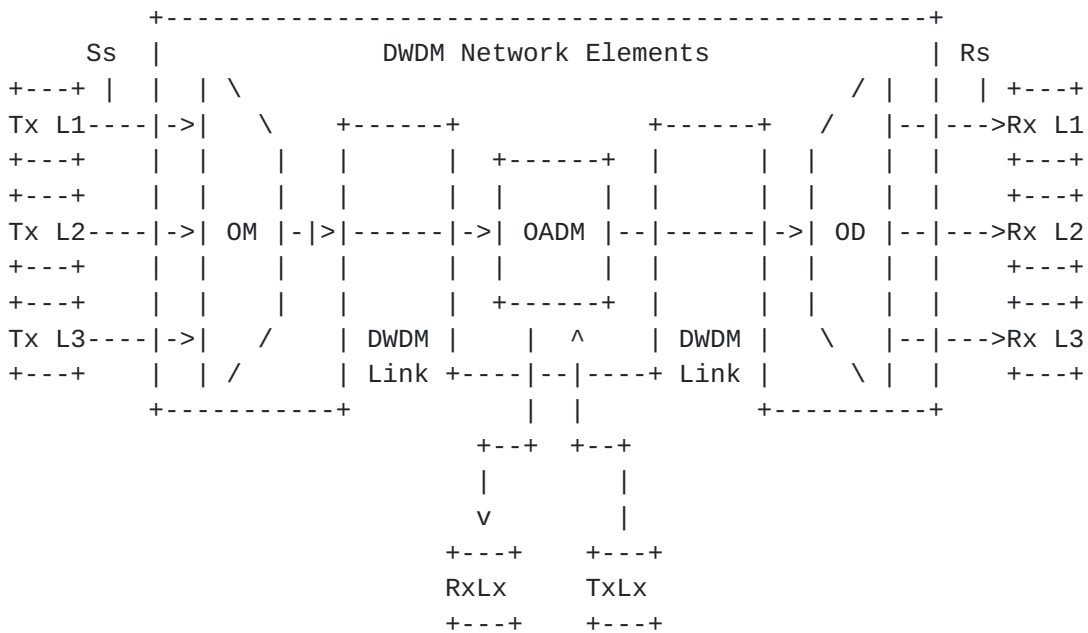 +--------------------------------------------------+
     Ss  |              DWDM Network Elements               | Rs
+---+ |  |  | \                                       / |  |  | +---+
Tx L1----|->|   \    +------+            +------+   /   |--|--->Rx L1
+---+    |  |    |   |      |  +------+  |      |  |    |  |    +---+
+---+    |  |    |   |      |  |      |  |      |  |    |  |    +---+
Tx L2----|->| OM |-|>|------|->| OADM |--|------|->| OD |--|--->Rx L2
+---+    |  |    |   |      |  |      |  |      |  |    |  |    +---+
+---+    |  |    |   |      |  +------+  |      |  |    |  |    +---+
Tx L3----|->|   /    | DWDM |    |  ^    | DWDM |   \   |--|--->Rx L3
+---+    |  | /      | Link +----|--|----+ Link |     \ |  |    +---+
         +-----------+           |  |           +----------+
                              +--+  +--+
                              |        |
                              v        |
                            +---+    +---+
                            RxLx     TxLx
                            +---+    +---+